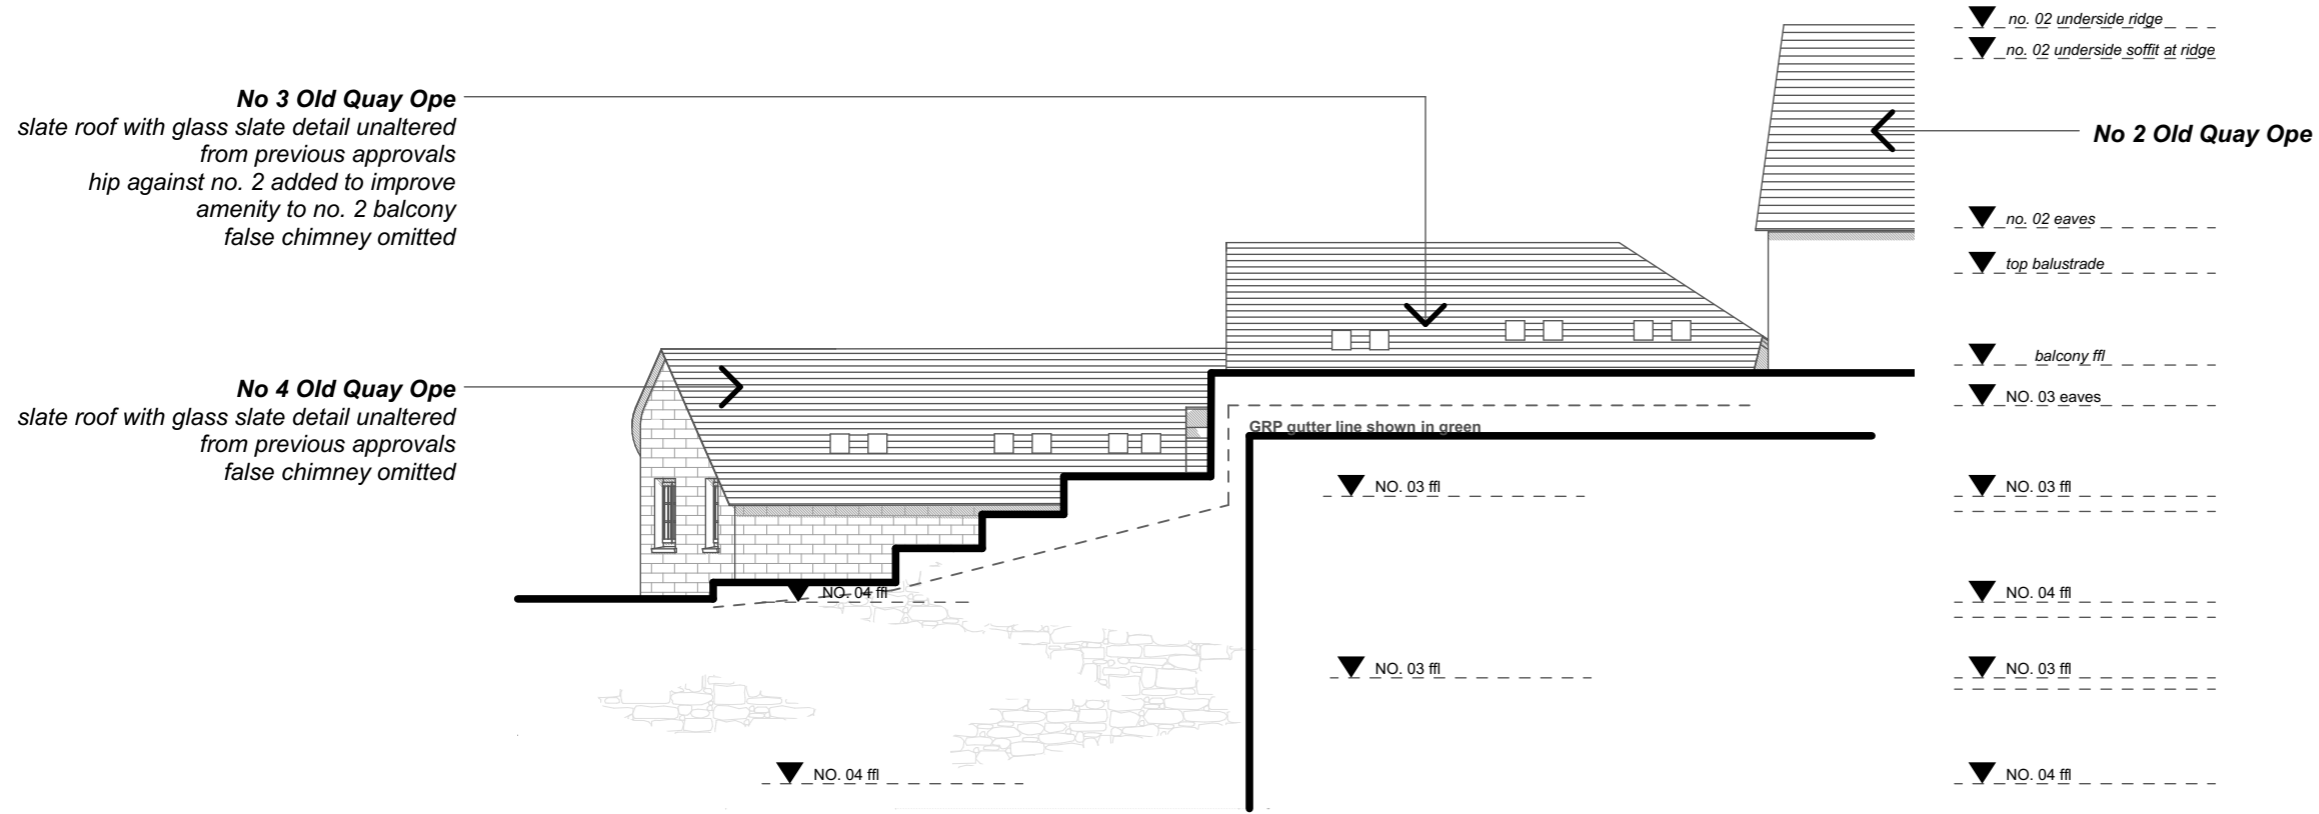 no. 02 underside ridge
no. 02 underside soffit at ridge
No 3 Old Quay Ope
slate roof with glass slate detail unaltered
from previous approvals
hip against no. 2 added to improve
amenity to no. 2 balcony
false chimney omitted
No 2 Old Quay Ope
no. 02 eaves
top balustrade
balcony ffl
NO. 03 eaves
No 4 Old Quay Ope
slate roof with glass slate detail unaltered
from previous approvals
false chimney omitted
GRP gutter line shown in green
NO. 03 ffl
NO. 03 ffl
NO. 04 ffl
NO. 04 ffl
NO. 03 ffl
NO. 03 ffl
NO. 04 ffl
NO. 04 ffl